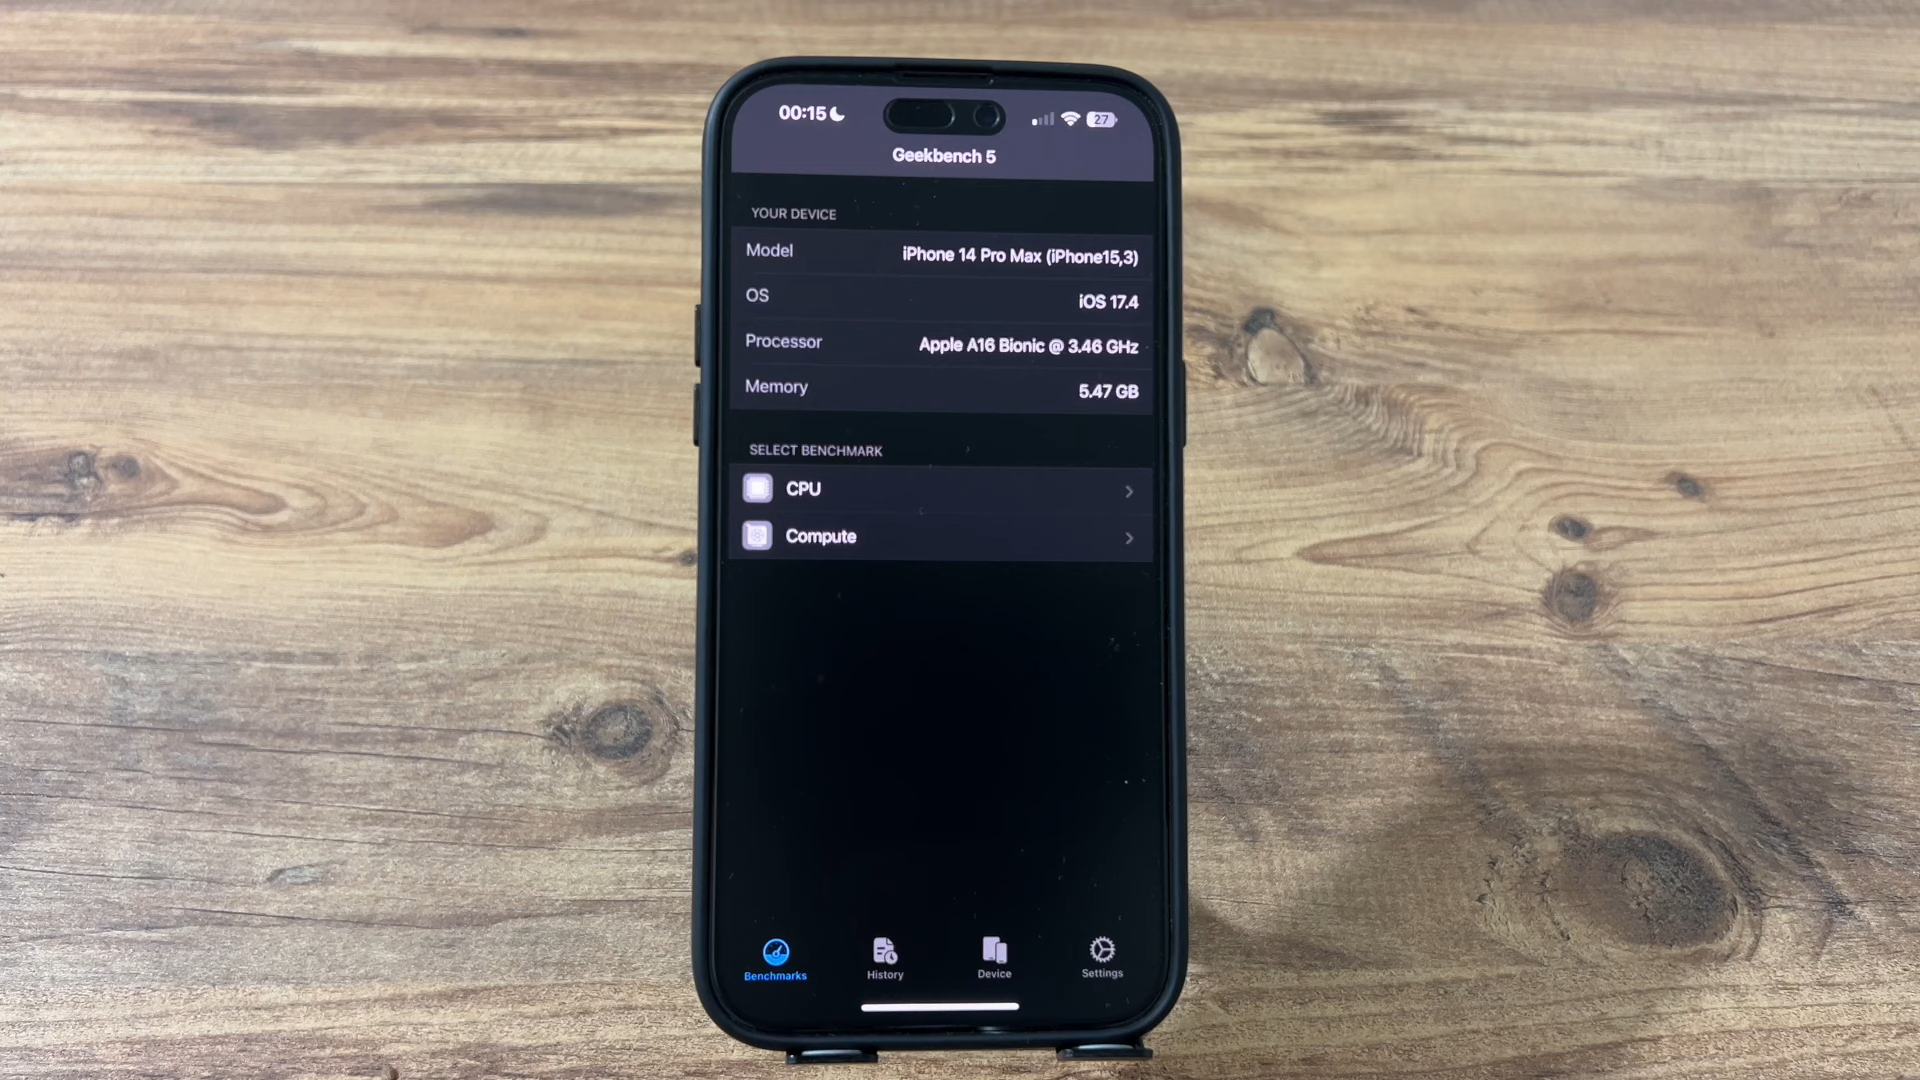 00:15
27
Geekbench 5
YOUR DEVICE
Model iPhone 14 Pro Max (iPhone15,3)
OS iOS 17.4
Processor Apple A16 Bionic @ 3.46 GHz
Memory 5.47 GB
SELECT BENCHMARK
CPU
Compute
Benchmarks History Device Settings